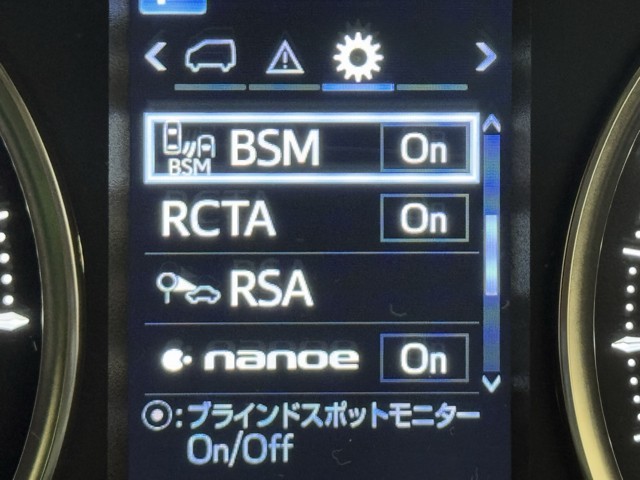 BSM BSM On
RCTA On
RSA
nanoe On
◉:ブラインドスポットモニター
On/Off